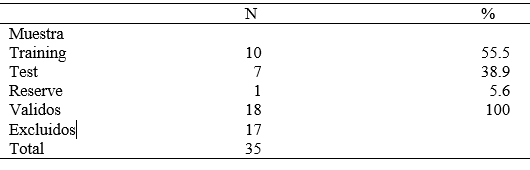 N %
Muestra
Training 10 55.5
Test 7 38.9
Reserve 1 5.6
Validos 18 100
Excluidos 17
Total 35